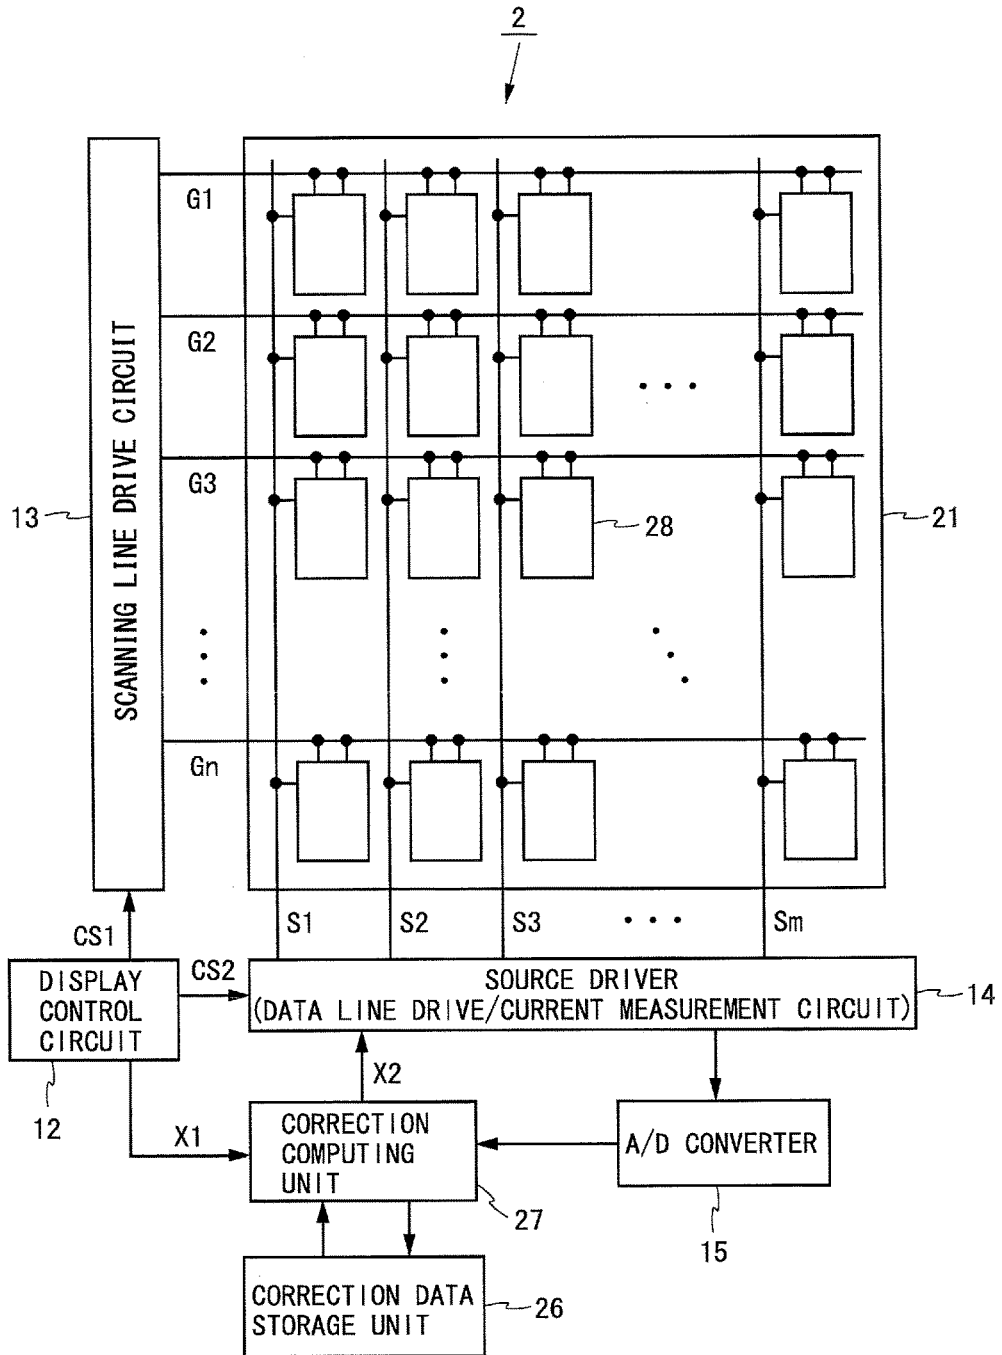 2
G1
G2
G3
Gn
SCANNING LINE DRIVE CIRCUIT
13
28
21
S1
S2
S3
Sm
CS1
CS2
DISPLAY
CONTROL
CIRCUIT
12
SOURCE DRIVER
(DATA LINE DRIVE/CURRENT MEASUREMENT CIRCUIT)
14
X2
X1
CORRECTION
COMPUTING
UNIT
27
A/D CONVERTER
15
CORRECTION DATA
STORAGE UNIT
26